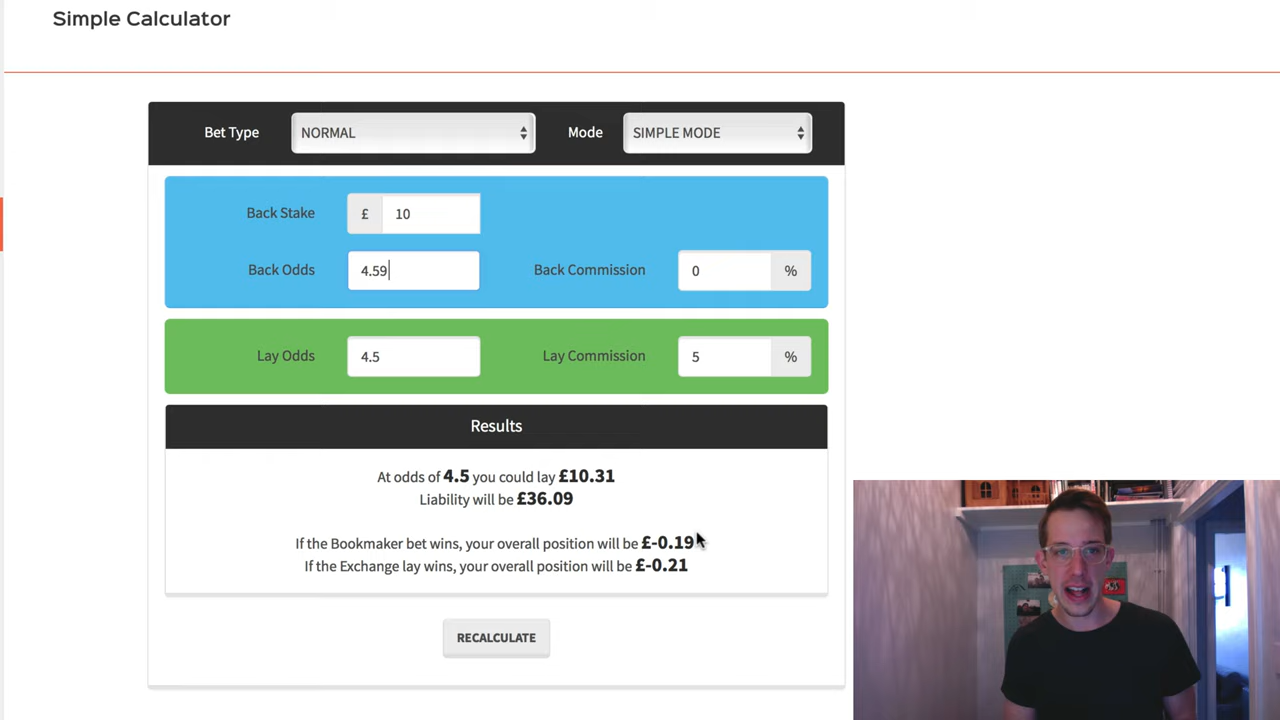 Simple Calculator
Bet Type NORMAL Mode SIMPLE MODE
Back Stake £ 10
Back Odds 4.59 Back Commission 0 %
Lay Odds 4.5 Lay Commission 5 %
Results
At odds of 4.5 you could lay £10.31
Liability will be £36.09
If the Bookmaker bet wins, your overall position will be £-0.19
If the Exchange lay wins, your overall position will be £-0.21
RECALCULATE